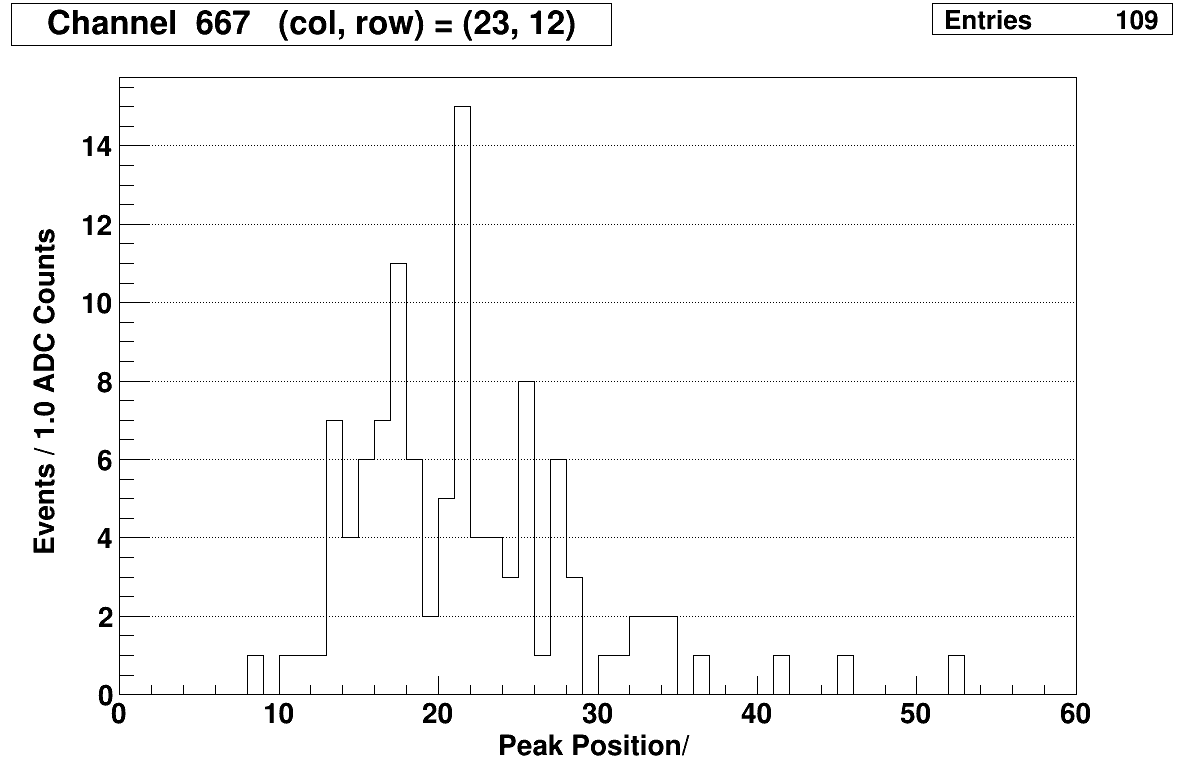 Channel 667 (col, row) = (23, 12)
Entries 109
Events / 1.0 ADC Counts
14
12
10
8
6
4
2
0
0 10 20 30 40 50 60
Peak Position/